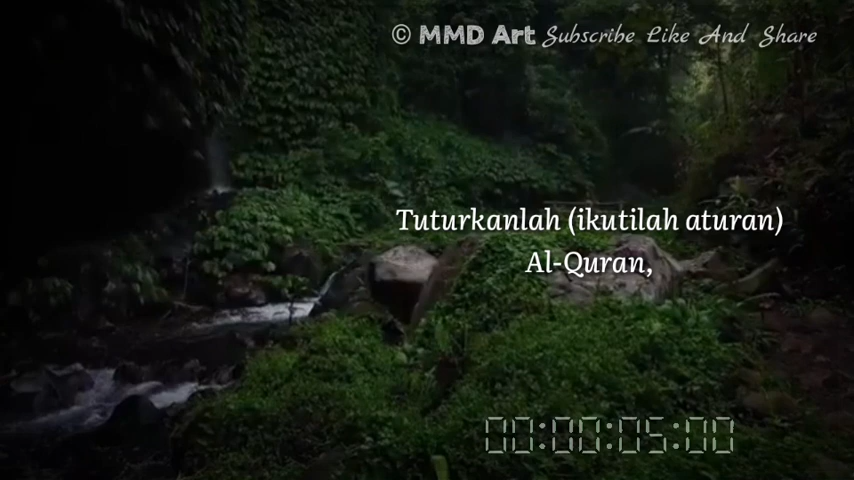 © MMD Art Subscribe Like And Share
Tuturkanlah (ikutilah aturan)
Al-Quran,
00:00:05:00